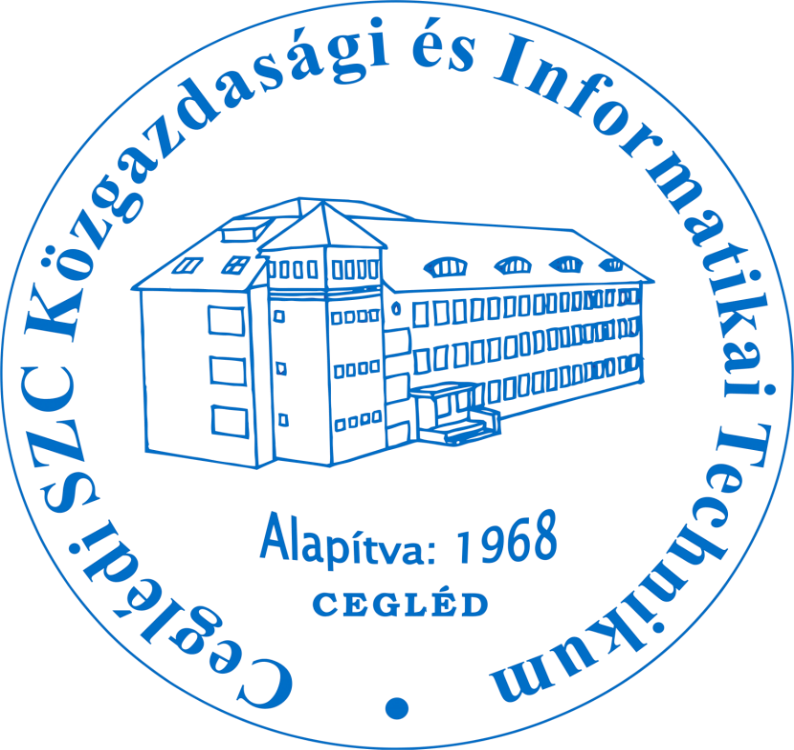 Ceglédi SZC Közgazdasági és Informatikai Technikum
Alapítva: 1968
CEGLÉD